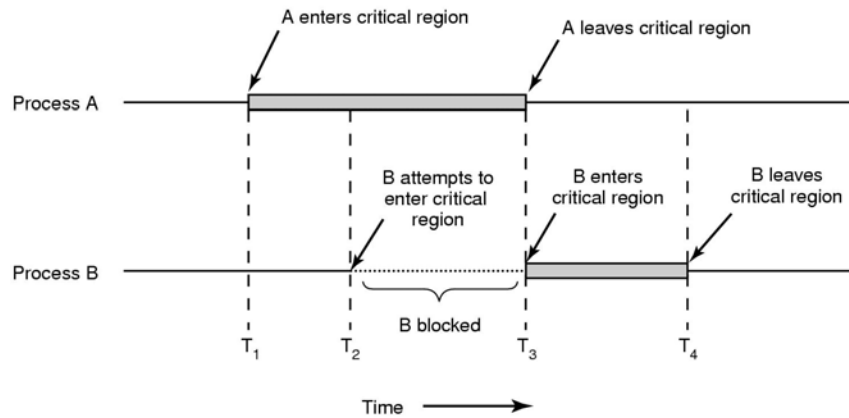 A enters critical region
A leaves critical region
Process A
B attempts to
enter critical
region
B enters
critical region
B leaves
critical region
Process B
B blocked
T1
T2
T3
T4
Time